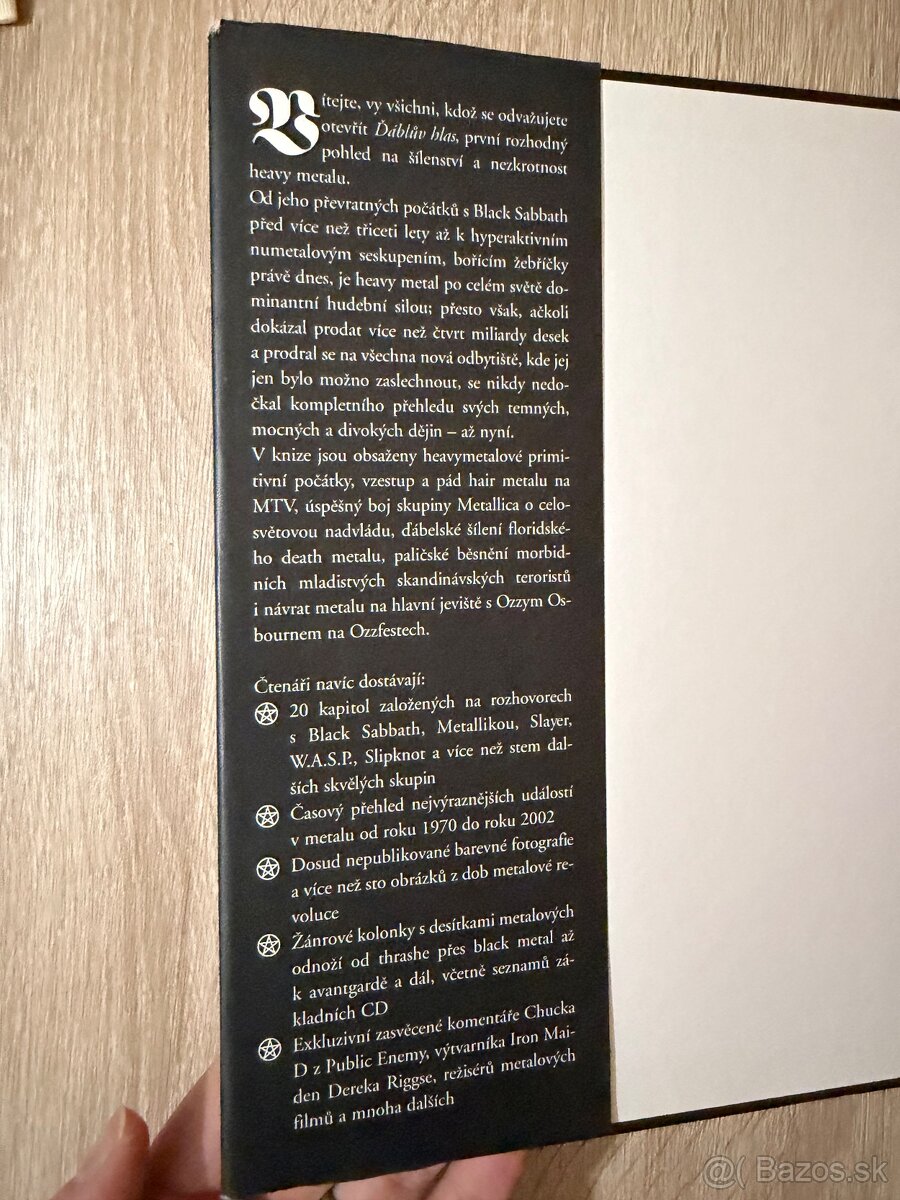 Vítejte, vy všichni, kdož se odvažujete
otevřít Ďáblův hlas, první rozhodný
pohled na šílenství a nezkrotnost
heavy metalu.
Od jeho převratných počátků s Black Sabbath
před více než třiceti lety až k hyperaktivním
numetalovým seskupením, bořícím žebříčky
právě dnes, je heavy metal po celém světě do-
minantní hudební silou; přesto však, ačkoli
dokázal prodat více než čtvrt miliardy desek
a prodral se na všechna nová odbytiště, kde jej
jen bylo možno zaslechnout, se nikdy nedo-
čkal kompletního přehledu svých temných,
mocných a divokých dějin – až nyní.
V knize jsou obsaženy heavymetalové primi-
tivní počátky, vzestup a pád hair metalu na
MTV, úspěšný boj skupiny Metallica o celo-
světovou nadvládu, ďábelské šílení floridské-
ho death metalu, paličské běsnění morbid-
ních mladistvých skandinávských teroristů
i návrat metalu na hlavní jeviště s Ozzym Os-
bournem na Ozzfestech.
Čtenáři navíc dostávají:
20 kapitol založených na rozhovorech
s Black Sabbath, Metallikou, Slayer,
W.A.S.P., Slipknot a více než stem dal-
ších skvělých skupin
Časový přehled nejvýraznějších událostí
v metalu od roku 1970 do roku 2002
Dosud nepublikované barevné fotografie
a více než sto obrázků z dob metalové re-
voluce
Žánrové kolonky s desítkami metalových
odnoží od thrashe přes black metal až
k avantgardě a dál, včetně seznamů zá-
kladních CD
Exkluzivní zasvěcené komentáře Chucka
D z Public Enemy, výtvarníka Iron Mai-
den Dereka Riggse, režisérů metalových
filmů a mnoha dalších
@( Bazos.sk